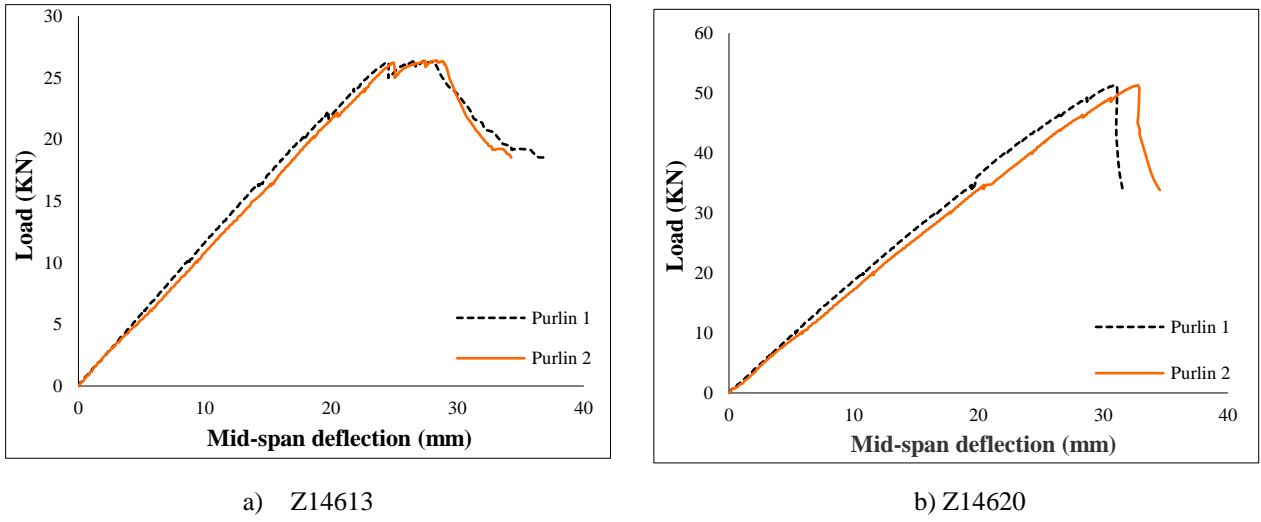 30
25
20
15
10
5
0
Load (KN)
0 10 20 30 40
Mid-span deflection (mm)
Purlin 1
Purlin 2
a) Z14613
60
50
40
30
20
10
0
Load (KN)
0 10 20 30 40
Mid-span deflection (mm)
Purlin 1
Purlin 2
b) Z14620